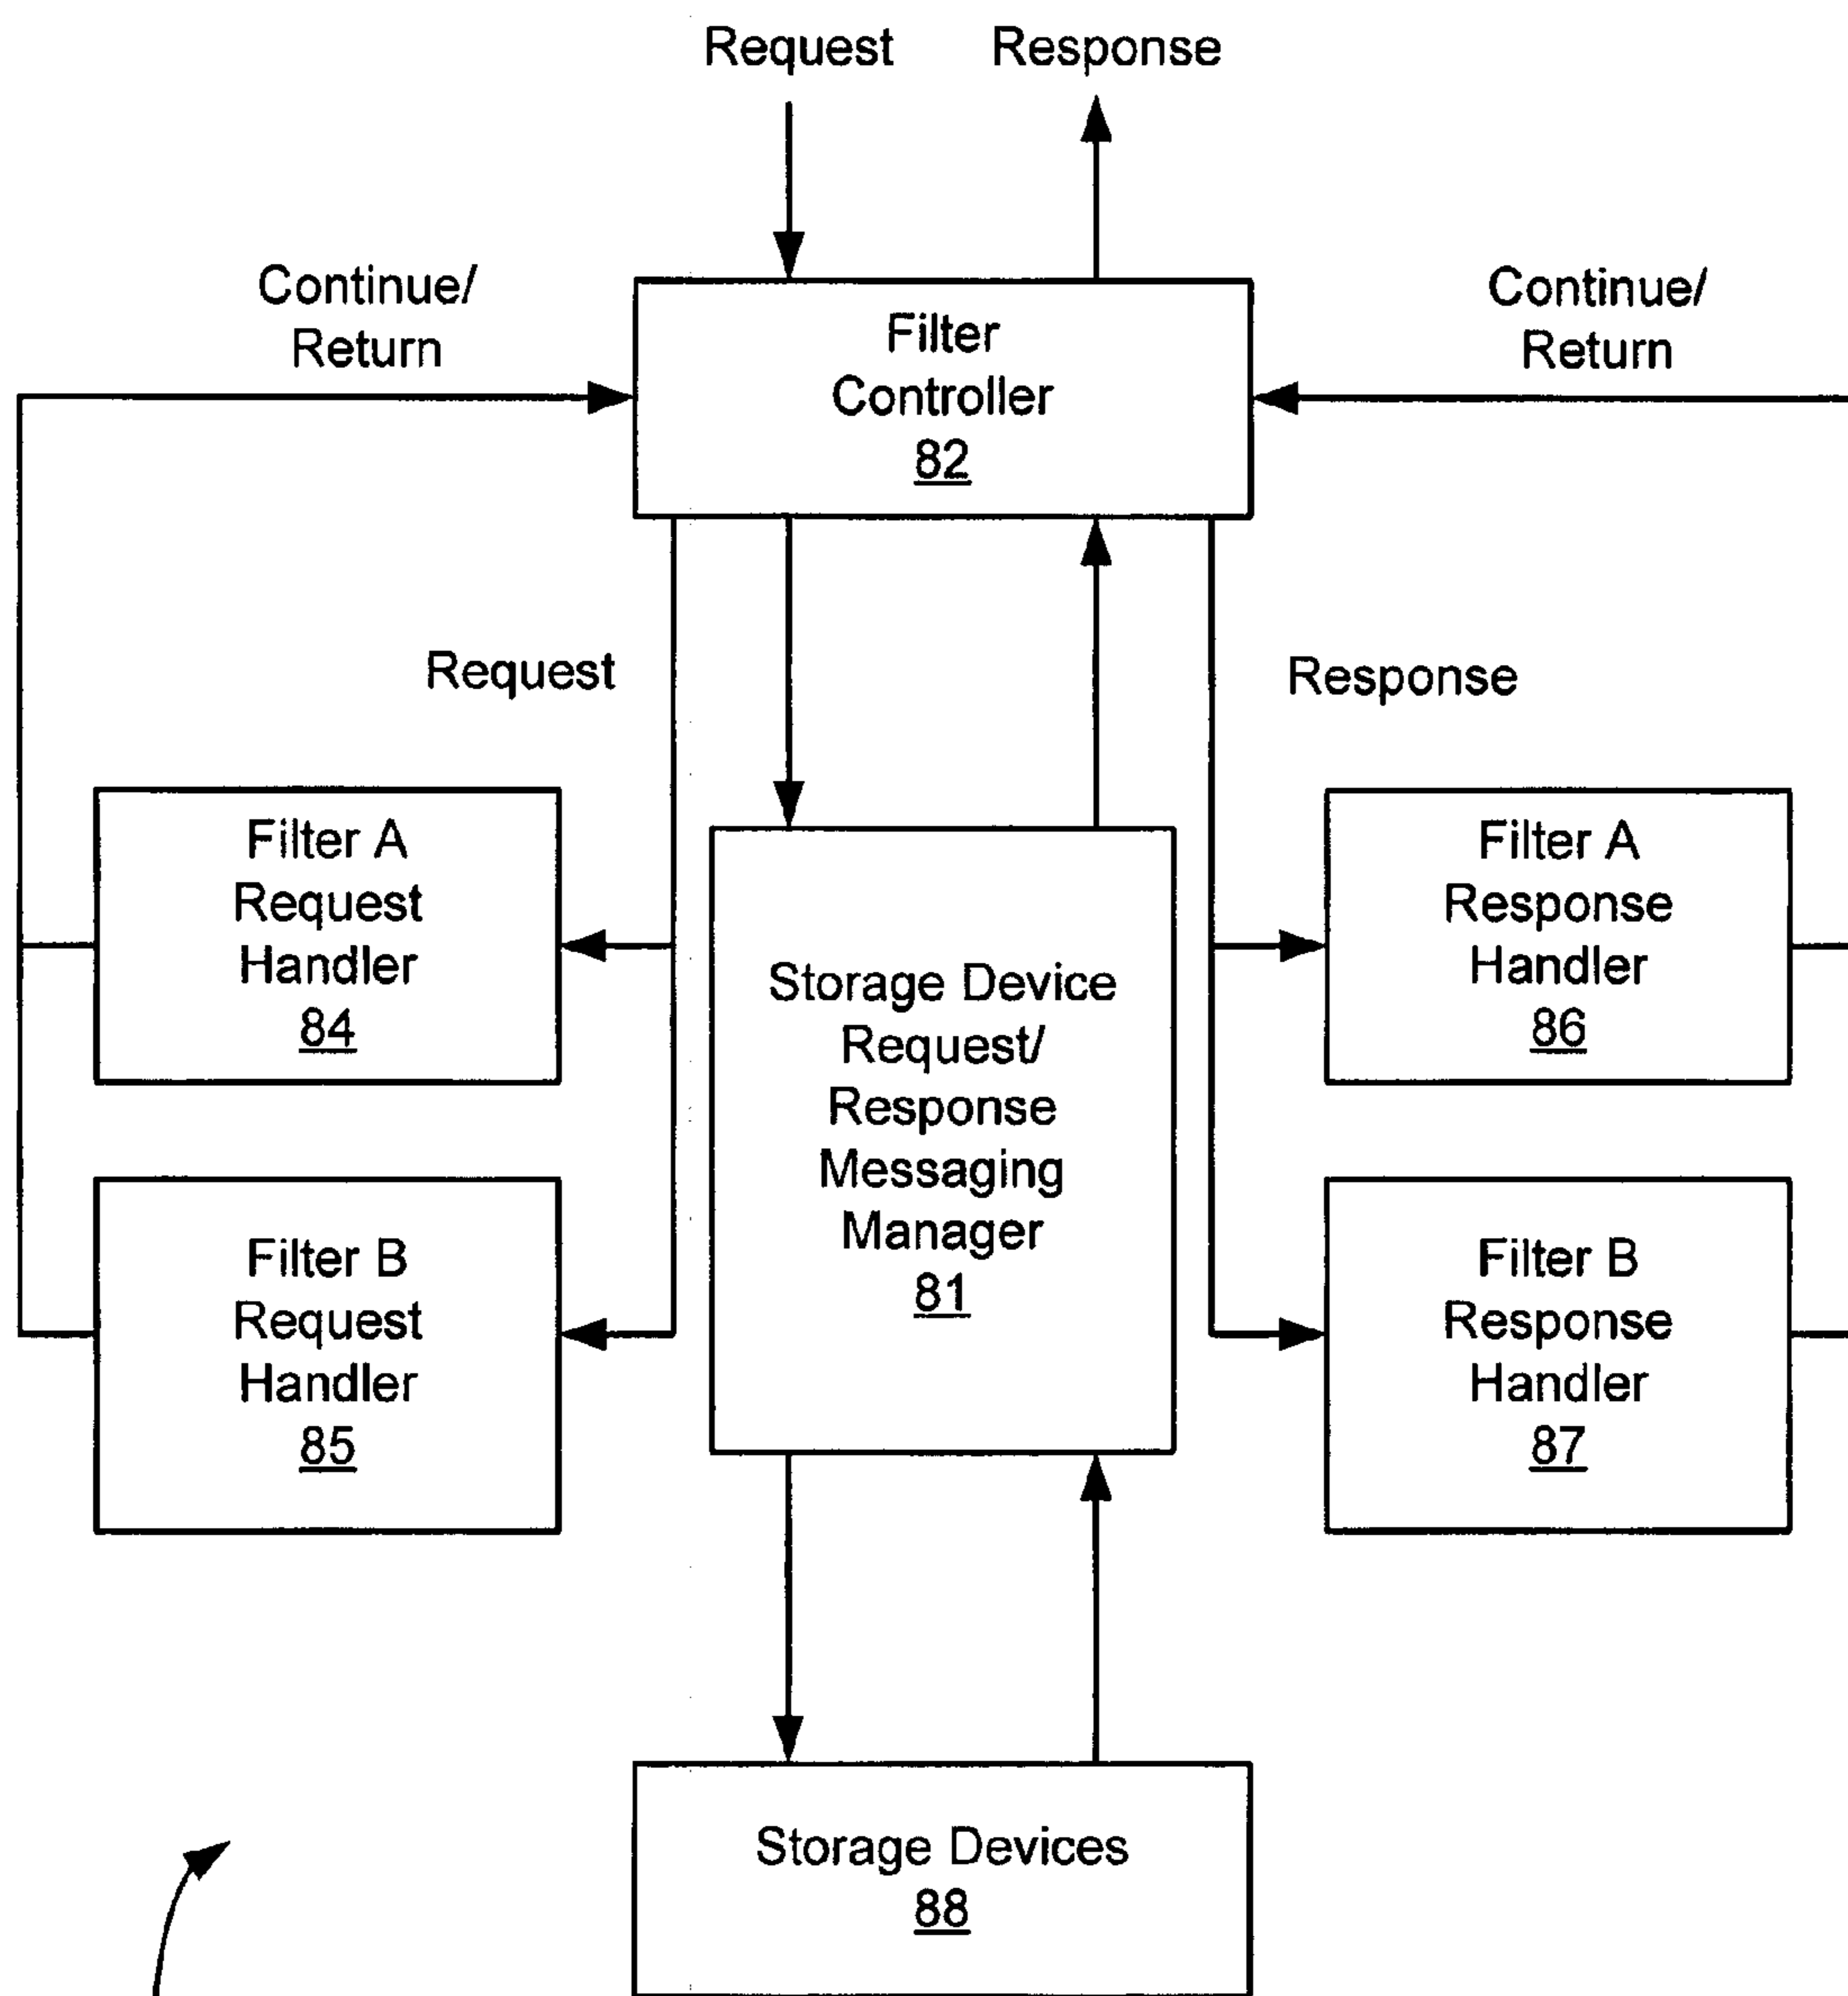 Request
Response
Continue/
Return
Filter
Controller
82
Continue/
Return
Request
Response
Filter A
Request
Handler
84
Storage Device
Request/
Response
Messaging
Manager
81
Filter A
Response
Handler
86
Filter B
Request
Handler
85
Filter B
Response
Handler
87
Storage Devices
88